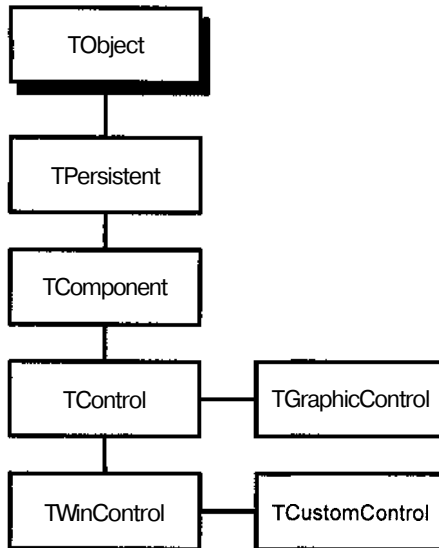 TObject
TPersistent
TComponent
TControl
TGraphicControl
TWinControl
TCustomControl